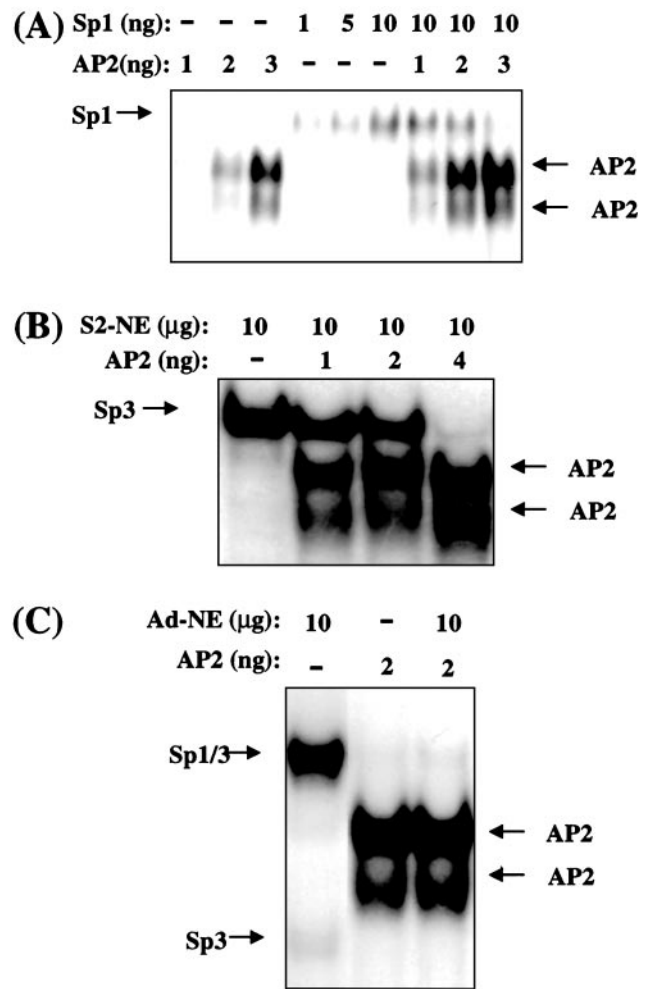 (A) Sp1 (ng): – – – 1 5 10 10 10 10
AP2(ng): 1 2 3 – – – 1 2 3
Sp1
AP2
AP2
(B) S2-NE (µg): 10 10 10 10
AP2 (ng): – 1 2 4
Sp3
AP2
AP2
(C) Ad-NE (µg): 10 – 10
AP2 (ng): – 2 2
Sp1/3
AP2
AP2
Sp3